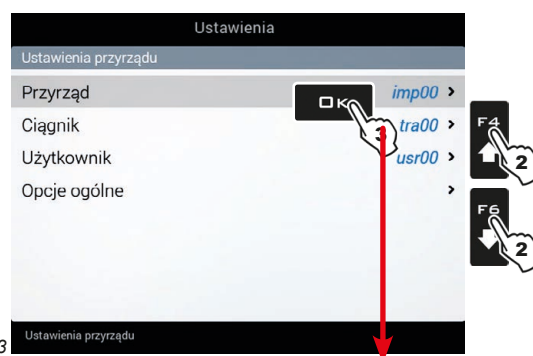 Ustawienia
Ustawienia przyrządu
Przyrząd imp00 >
OK
3
Ciągnik tra00 >
F4
2
Użytkownik usr00 >
Opcje ogólne >
F6
2
Ustawienia przyrządu
3